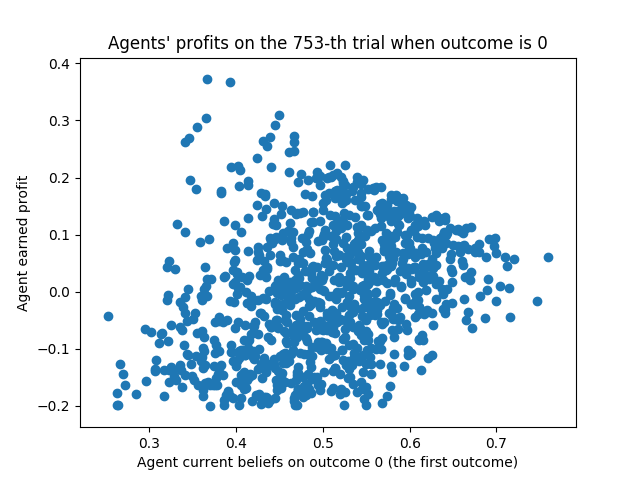 Agents' profits on the 753-th trial when outcome is 0
0.4
0.3
0.2
0.1
0.0
−0.1
−0.2
Agent earned profit
0.3 0.4 0.5 0.6 0.7
Agent current beliefs on outcome 0 (the first outcome)